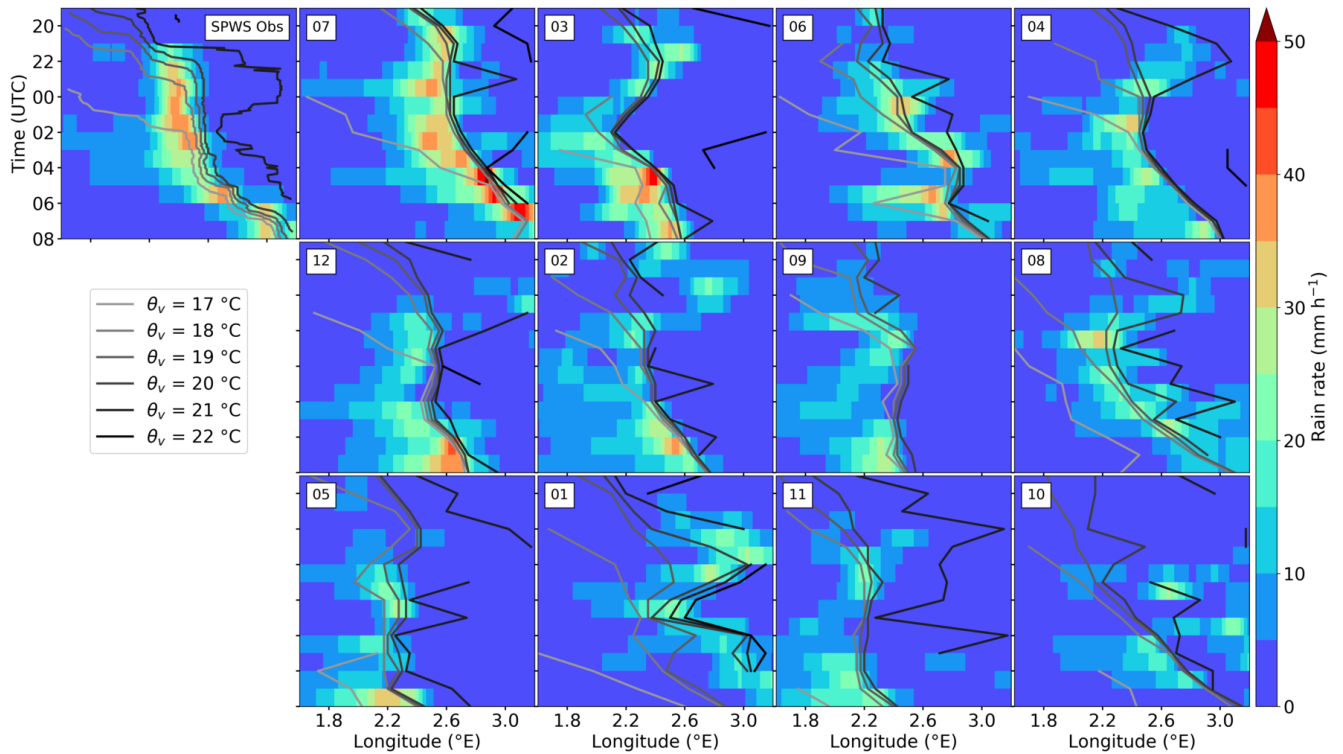 SPWS Obs
07
03
06
04
20
22
00
02
04
06
08
Time (UTC)
12
02
09
08
θv = 17 °C
θv = 18 °C
θv = 19 °C
θv = 20 °C
θv = 21 °C
θv = 22 °C
05
01
11
10
1.8 2.2 2.6 3.0
1.8 2.2 2.6 3.0
1.8 2.2 2.6 3.0
1.8 2.2 2.6 3.0
Longitude (°E)
Longitude (°E)
Longitude (°E)
Longitude (°E)
50
40
30
20
10
0
Rain rate (mm h⁻¹)